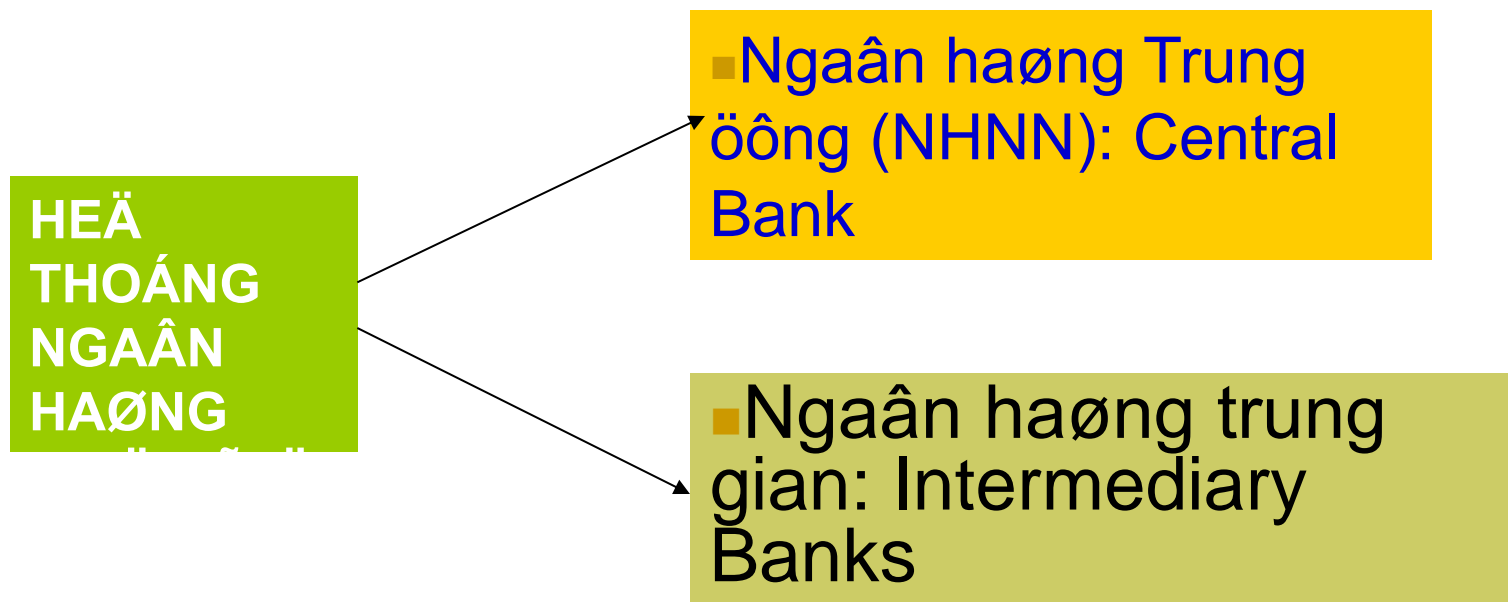 HEÄ
THOÁNG
NGAÂN
HAØNG
■Ngaân haøng Trung
öông (NHNN): Central
Bank
■Ngaân haøng trung
gian: Intermediary
Banks